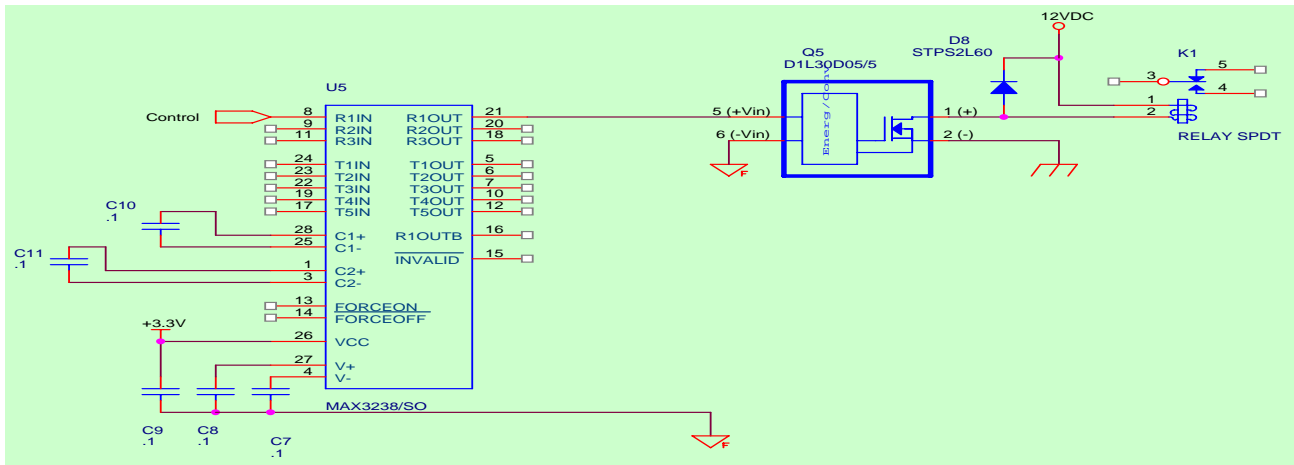 12VDC
D8
STPS2L60
K1
Q5
D1L30D05/5
3
5
4
1
2
RELAY SPDT
5 (+Vin)
6 (-Vin)
Energ/Conv
1 (+)
2 (-)
F
U5
Control
8 R1IN R1OUT 21
9 R2IN R2OUT 20
11 R3IN R3OUT 18
24 T1IN T1OUT 5
23 T2IN T2OUT 6
22 T3IN T3OUT 7
19 T4IN T4OUT 10
17 T5IN T5OUT 12
C10
.1
28 C1+ R1OUTB 16
25 C1-
INVALID 15
C11
.1
1 C2+
3 C2-
13 FORCEON
14 FORCEOFF
+3.3V
26 VCC
27 V+
4 V-
MAX3238/SO
C9
.1
C8
.1
C7
.1
F